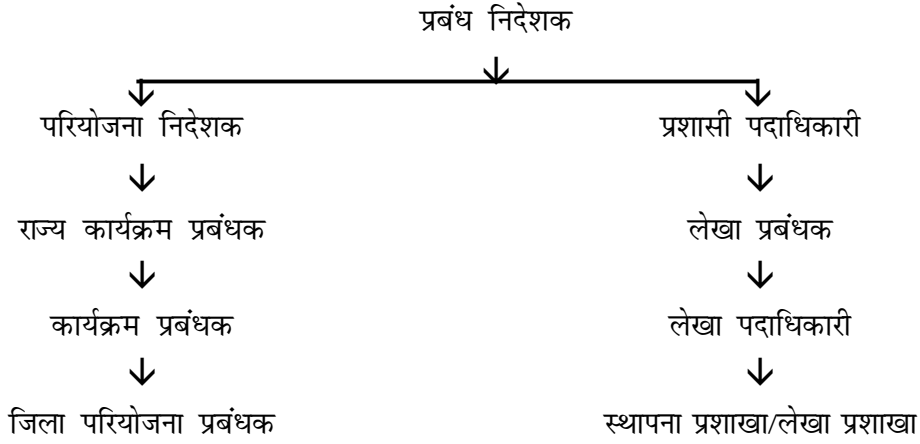 प्रबंध निदेशक
परियोजना निदेशक
प्रशासी पदाधिकारी
राज्य कार्यक्रम प्रबंधक
लेखा प्रबंधक
कार्यक्रम प्रबंधक
लेखा पदाधिकारी
जिला परियोजना प्रबंधक
स्थापना प्रशाखा/लेखा प्रशाखा